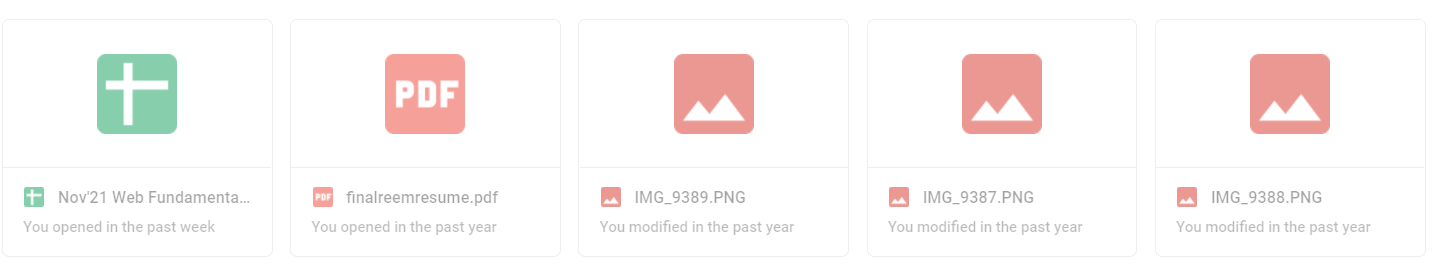 PDF
Nov'21 Web Fundamenta...
You opened in the past week
PDF finalreemresume.pdf
You opened in the past year
IMG_9389.PNG
You modified in the past year
IMG_9387.PNG
You modified in the past year
IMG_9388.PNG
You modified in the past year